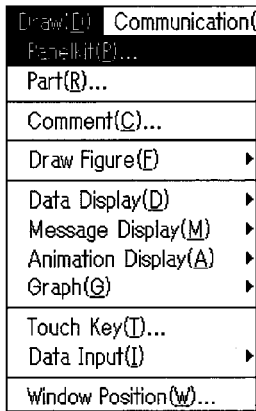 Draw(D) Communication(
Panelkit(P)...
Part(R)...
Comment(C)...
Draw Figure(F)
Data Display(D)
Message Display(M)
Animation Display(A)
Graph(G)
Touch Key(T)...
Data Input(I)
Window Position(W)...